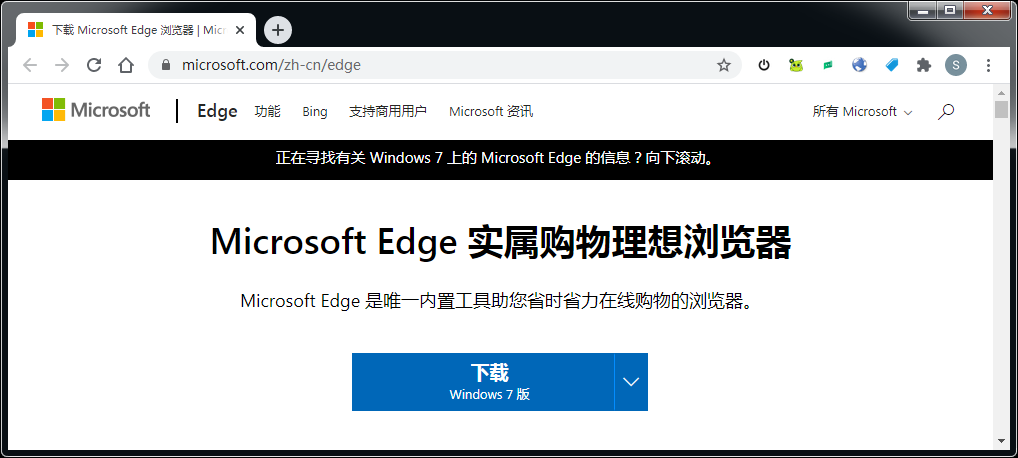 下载 Microsoft Edge 浏览器 | Micr
microsoft.com/zh-cn/edge
S
Microsoft Edge 功能 Bing 支持商用用户 Microsoft 资讯 所有 Microsoft
正在寻找有关 Windows 7 上的 Microsoft Edge 的信息？向下滚动。
Microsoft Edge 实属购物理想浏览器
Microsoft Edge 是唯一内置工具助您省时省力在线购物的浏览器。
下载
Windows 7 版